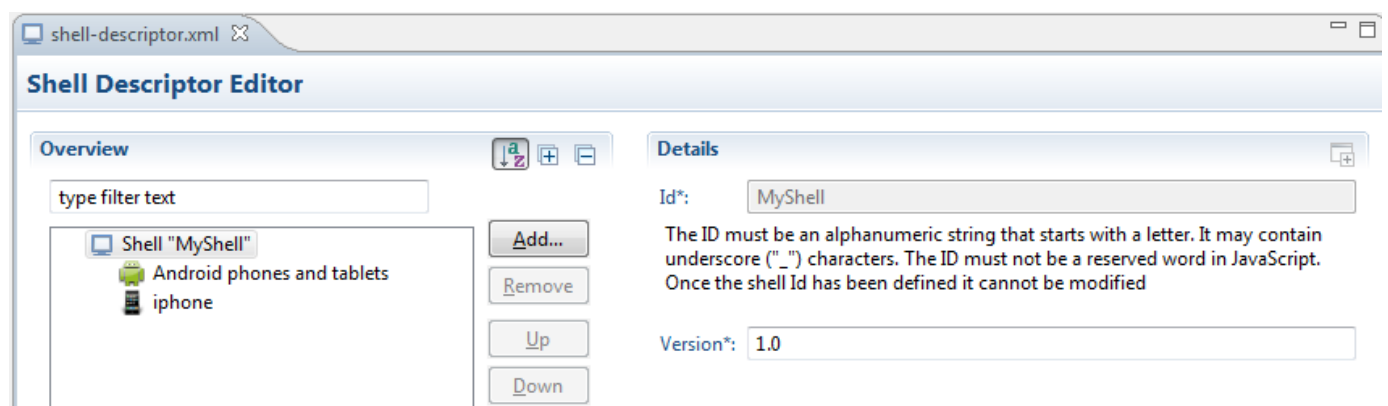 shell-descriptor.xml
Shell Descriptor Editor
Overview
a
z
type filter text
Shell "MyShell"
Android phones and tablets
iphone
Add...
Remove
Up
Down
Details
Id*: MyShell
The ID must be an alphanumeric string that starts with a letter. It may contain
underscore ("_") characters. The ID must not be a reserved word in JavaScript.
Once the shell Id has been defined it cannot be modified
Version*: 1.0